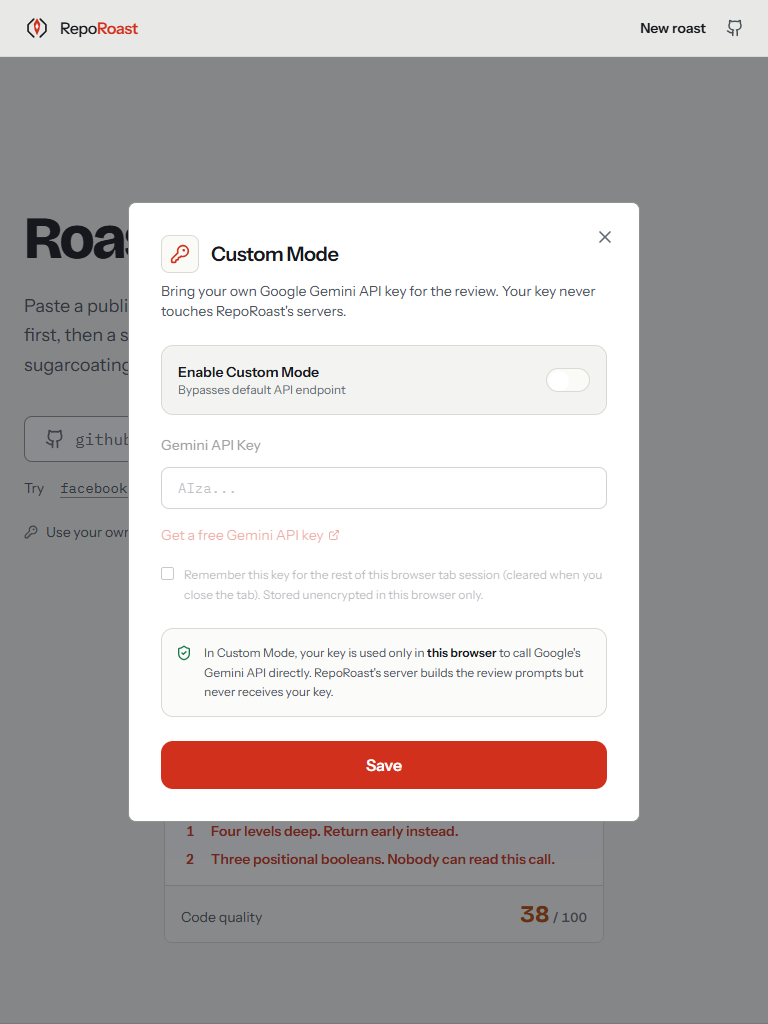 RepoRoast
New roast
Roas
Paste a publi
first, then a s
sugarcoating
github
Try facebook
Use your own
Custom Mode
Bring your own Google Gemini API key for the review. Your key never
touches RepoRoast's servers.
Enable Custom Mode
Bypasses default API endpoint
Gemini API Key
AIza...
Get a free Gemini API key
Remember this key for the rest of this browser tab session (cleared when you
close the tab). Stored unencrypted in this browser only.
In Custom Mode, your key is used only in this browser to call Google's
Gemini API directly. RepoRoast's server builds the review prompts but
never receives your key.
Save
1 Four levels deep. Return early instead.
2 Three positional booleans. Nobody can read this call.
Code quality 38 / 100